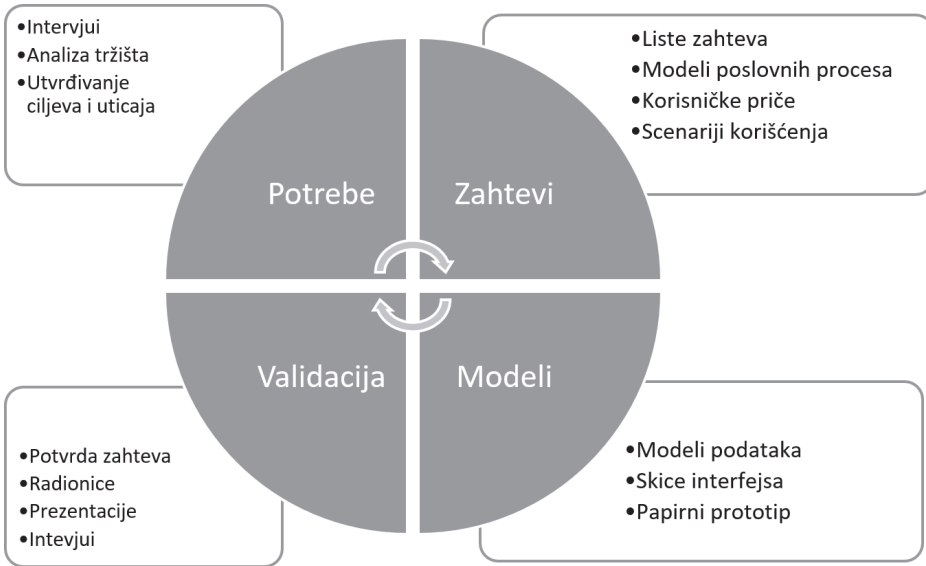 •Intervjui
•Analiza tržišta
•Utvrđivanje
ciljeva i uticaja
•Liste zahteva
•Modeli poslovnih procesa
•Korisničke priče
•Scenariji korišćenja
Potrebe
Zahtevi
Validacija
Modeli
•Potvrda zahteva
•Radionice
•Prezentacije
•Intevjui
•Modeli podataka
•Skice interfejsa
•Papirni prototip